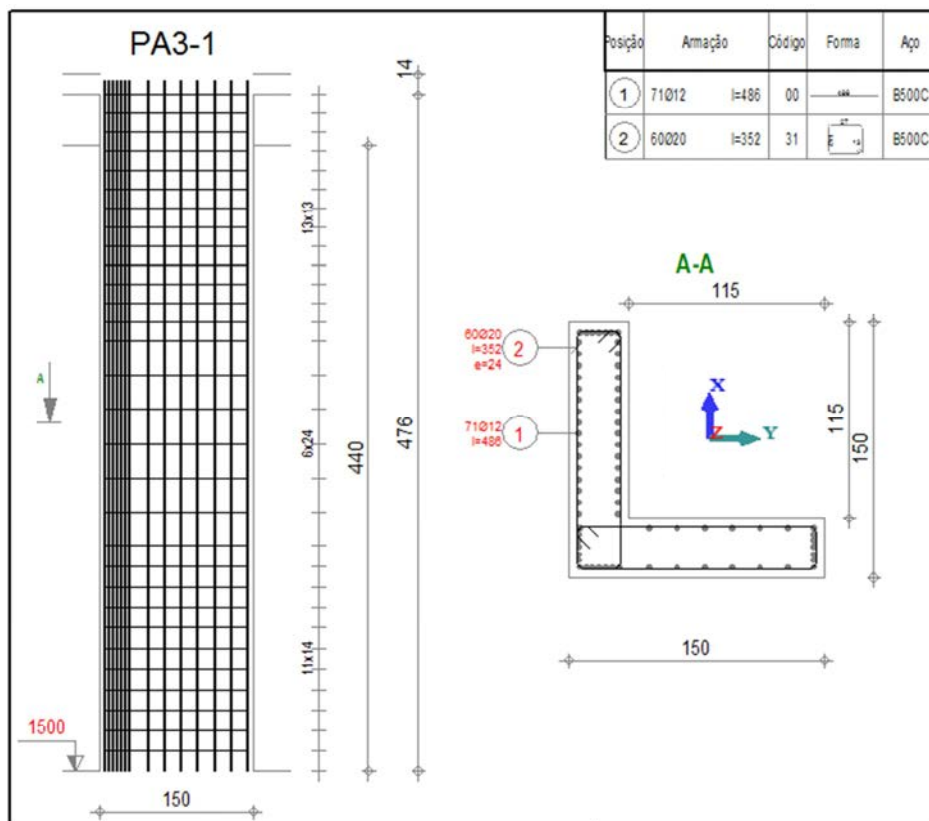 PA3-1
Posição Armação Código Forma Aço
1 71Ø12 l=486 00 B500C
2 60Ø20 l=352 31 B500C
14
13x13
A
6x24
440
476
11x14
1500
150
A-A
115
60Ø20
l=352
e=24
2
71Ø12
l=486
1
X
Z
Y
115
150
150